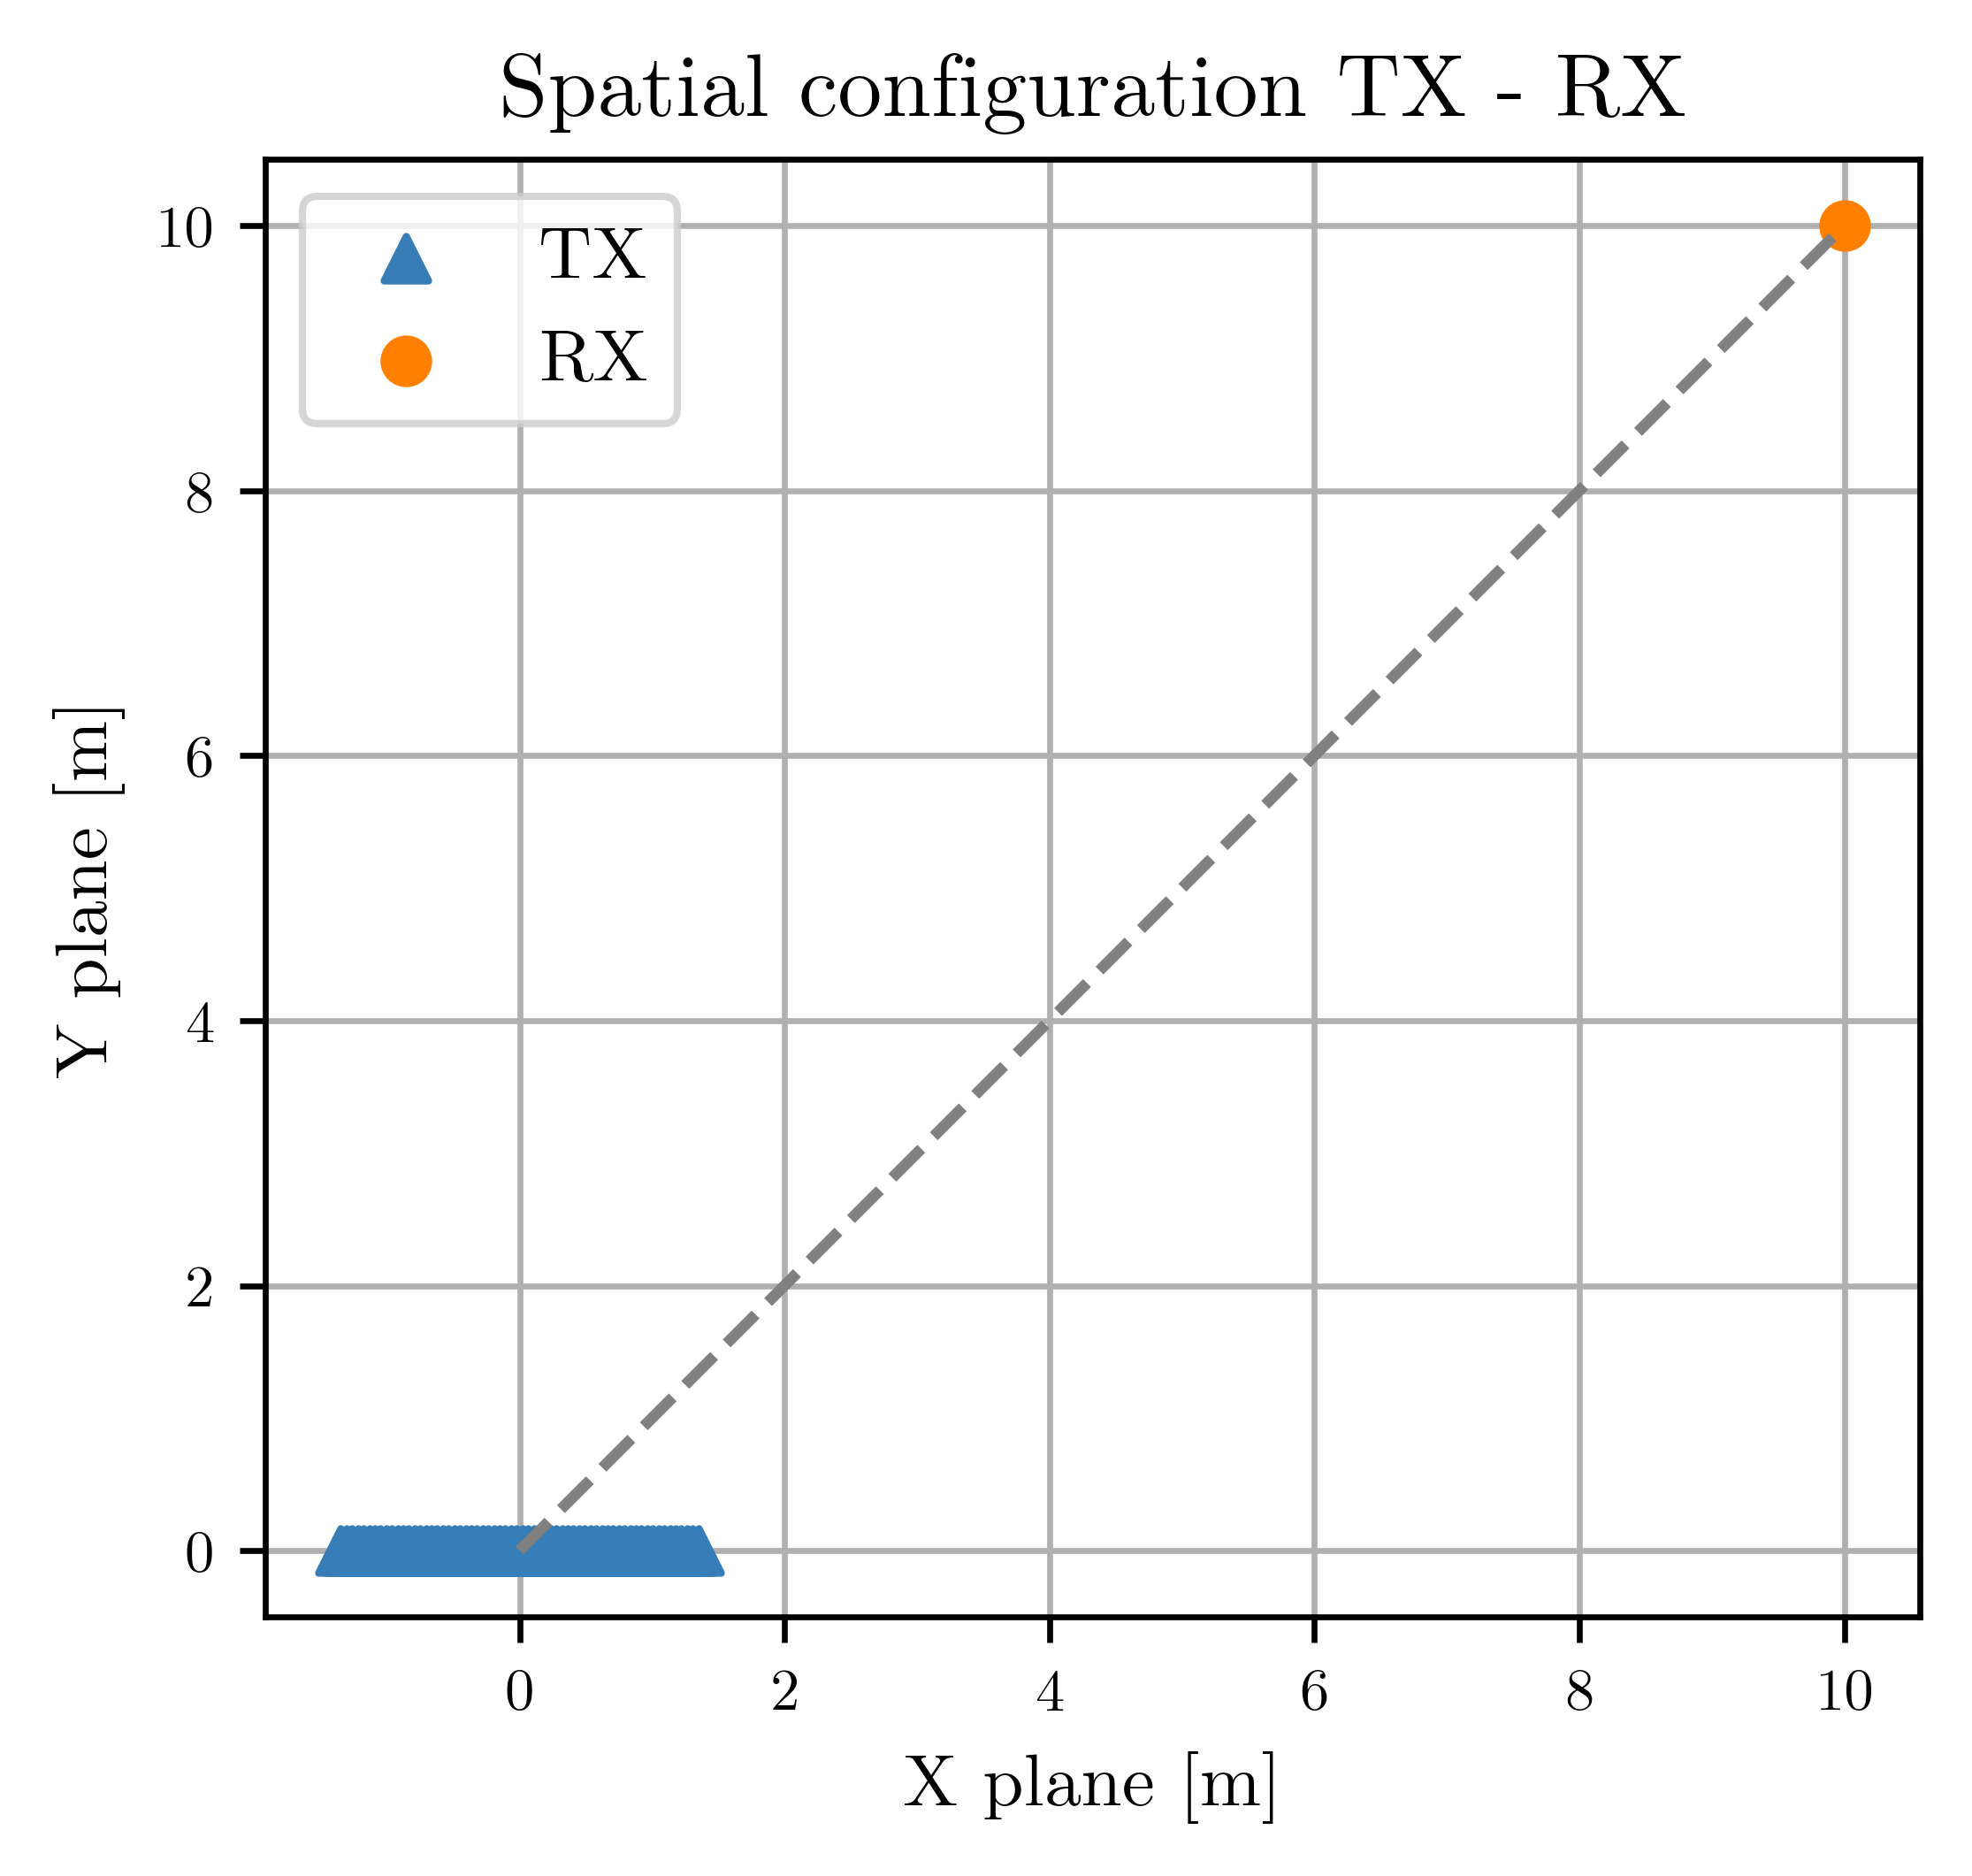 Spatial configuration TX - RX
TX
RX
10
8
6
4
2
0
Y plane [m]
0 2 4 6 8 10
X plane [m]